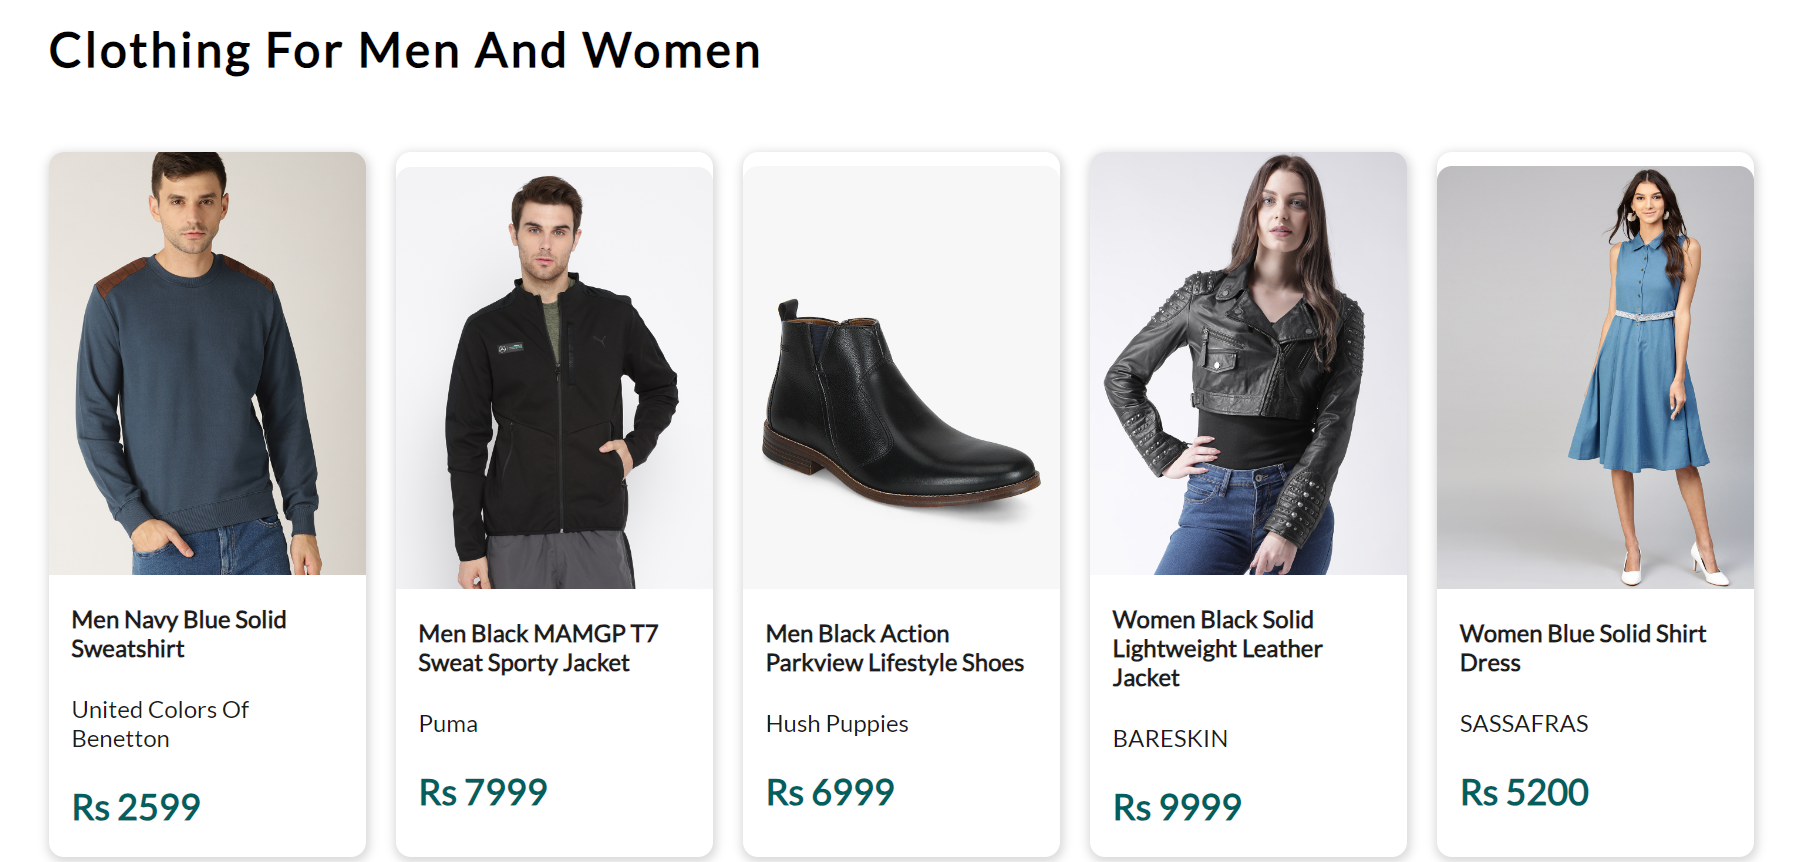 Clothing For Men And Women
Men Navy Blue Solid
Sweatshirt
United Colors Of
Benetton
Rs 2599
Men Black MAMGP T7
Sweat Sporty Jacket
Puma
Rs 7999
Men Black Action
Parkview Lifestyle Shoes
Hush Puppies
Rs 6999
Women Black Solid
Lightweight Leather
Jacket
BARESKIN
Rs 9999
Women Blue Solid Shirt
Dress
SASSAFRAS
Rs 5200